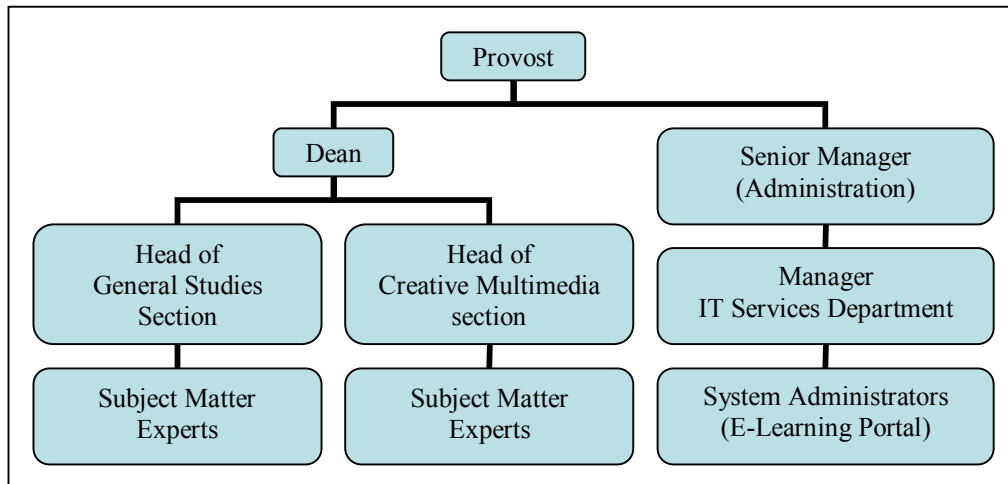 Provost
Dean
Senior Manager
(Administration)
Head of
General Studies
Section
Head of
Creative Multimedia
section
Manager
IT Services Department
Subject Matter
Experts
Subject Matter
Experts
System Administrators
(E-Learning Portal)